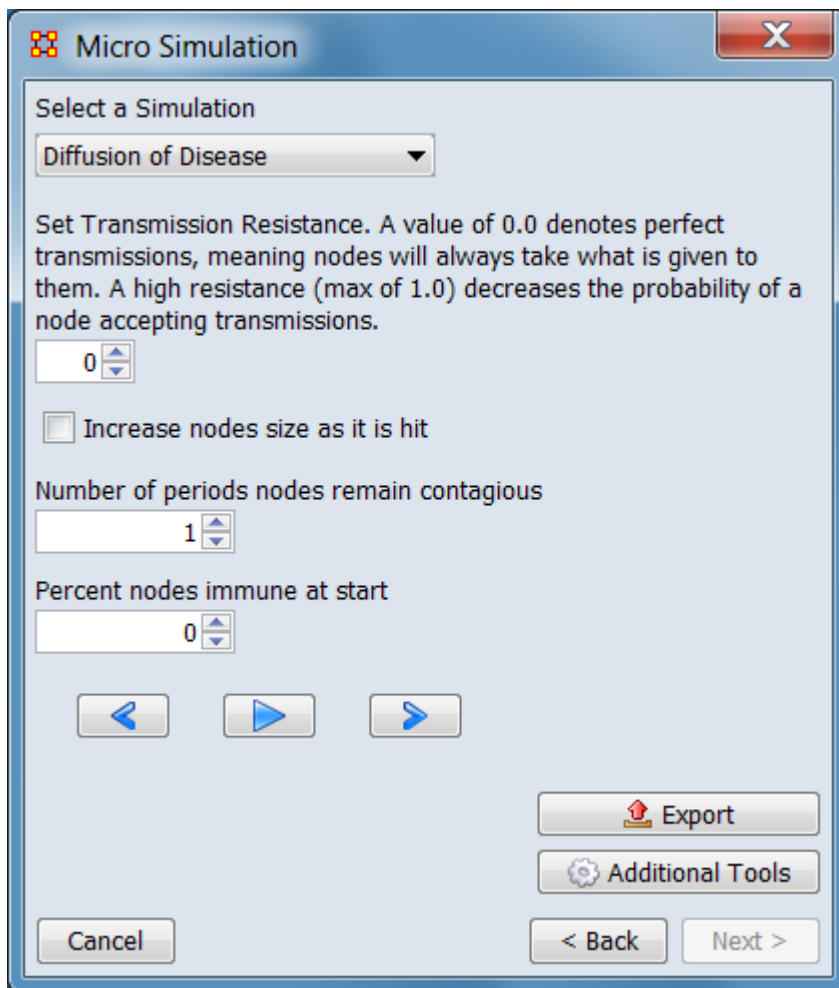 Micro Simulation
Select a Simulation
Diffusion of Disease
Set Transmission Resistance. A value of 0.0 denotes perfect
transmissions, meaning nodes will always take what is given to
them. A high resistance (max of 1.0) decreases the probability of a
node accepting transmissions.
0
Increase nodes size as it is hit
Number of periods nodes remain contagious
1
Percent nodes immune at start
0
Export
Additional Tools
Cancel
< Back
Next >